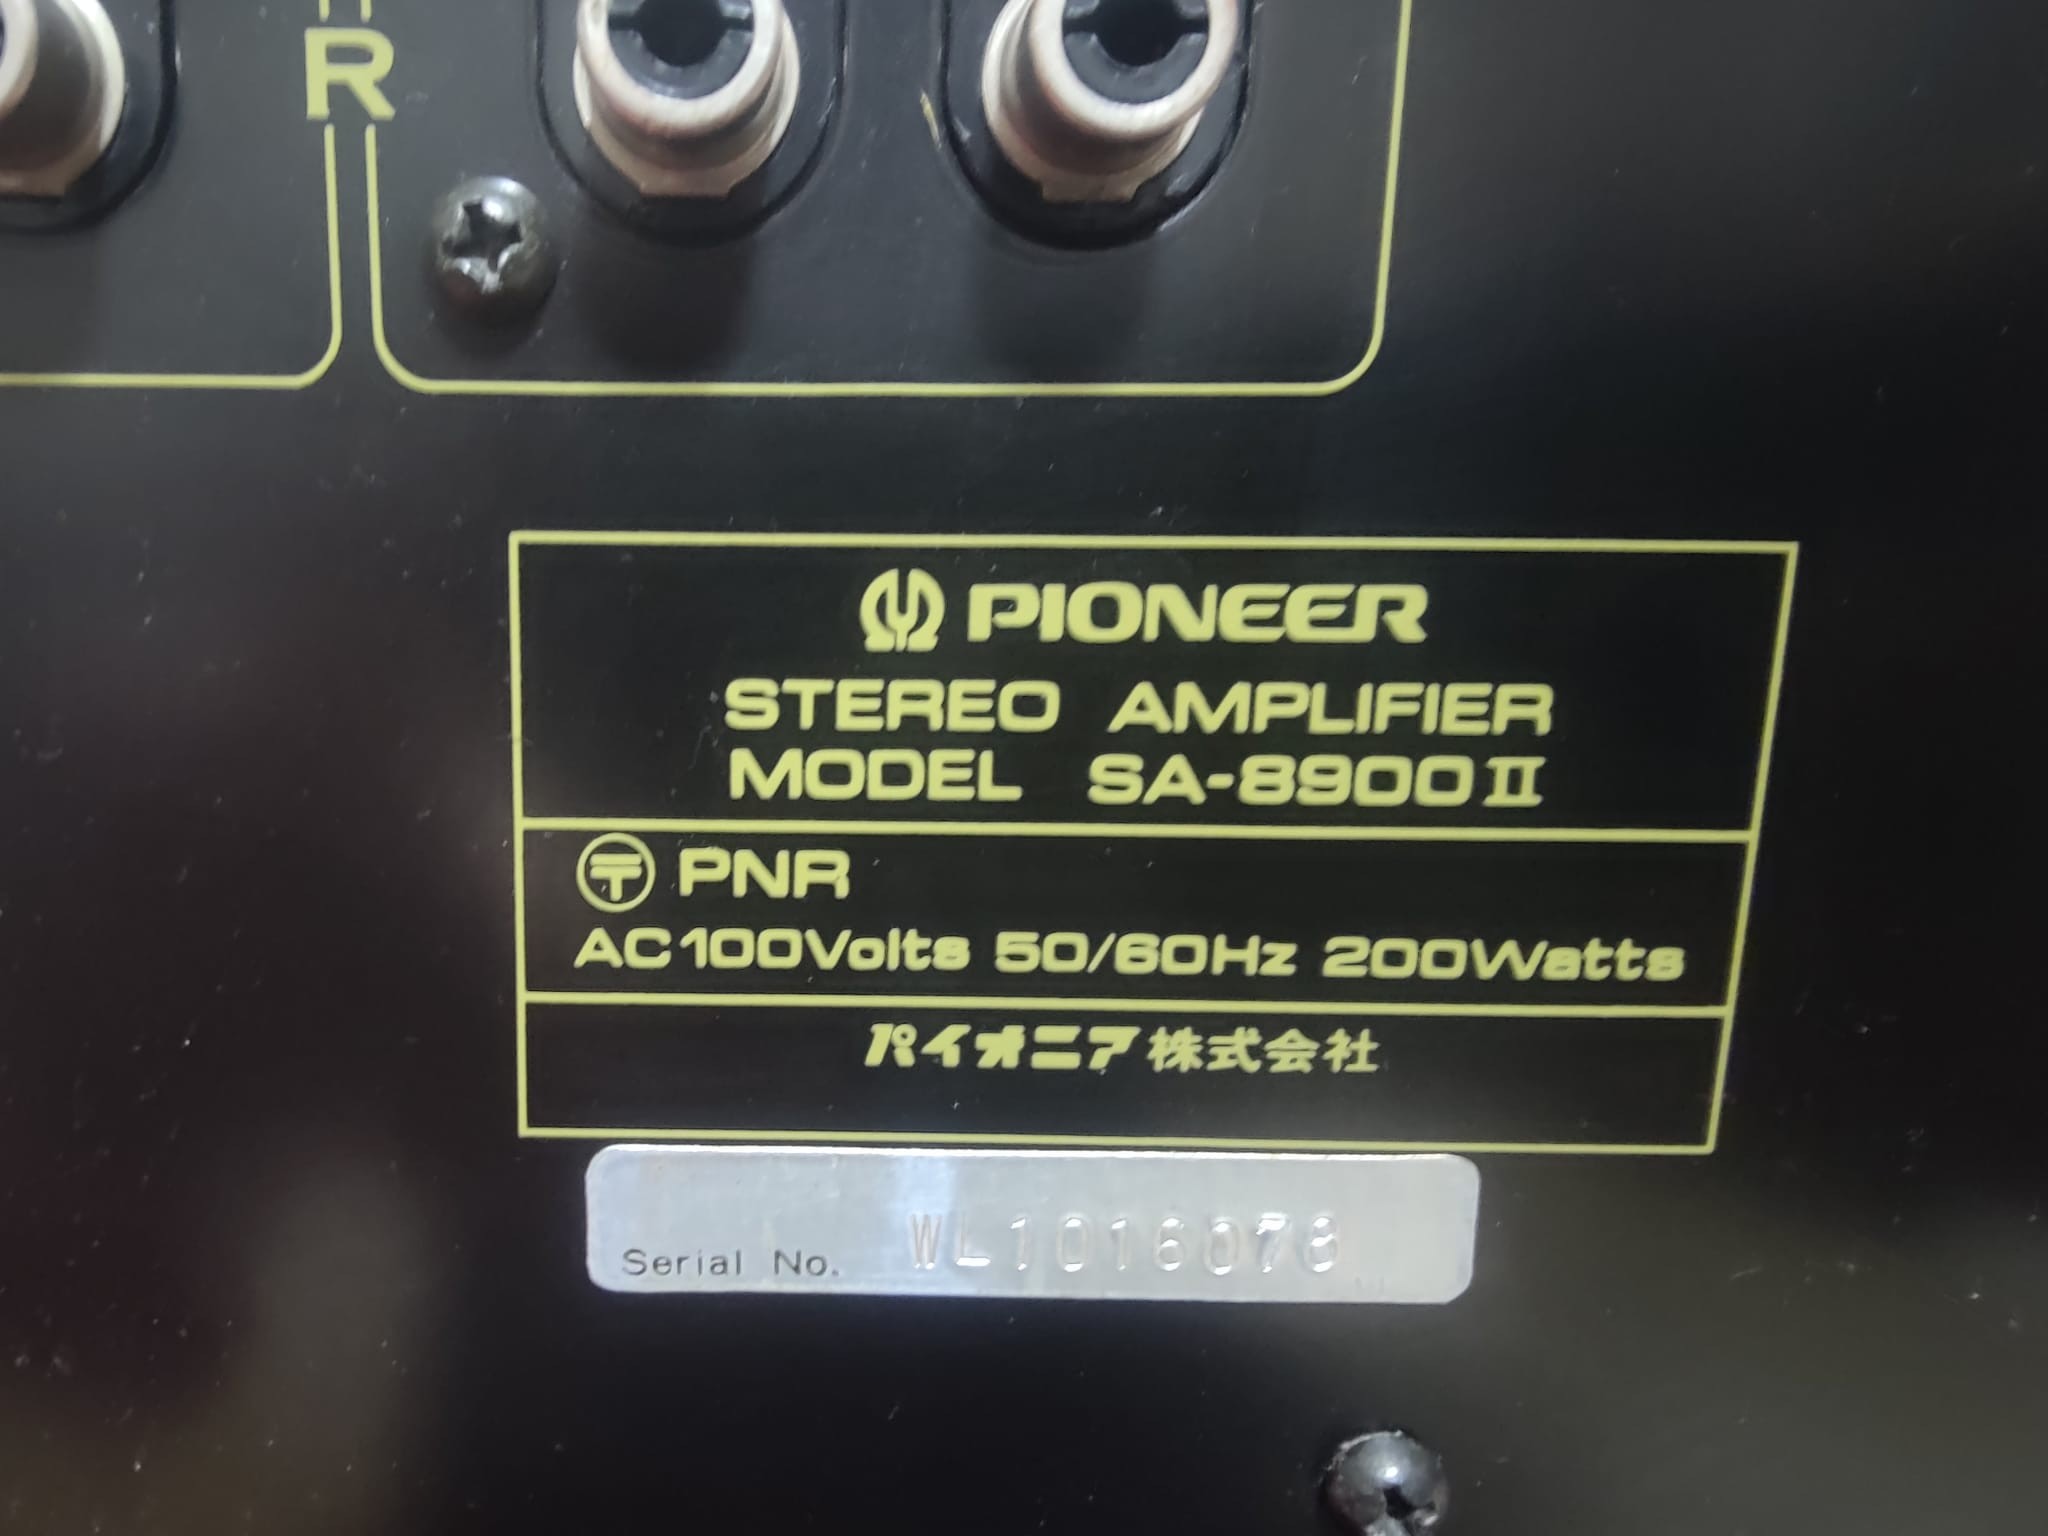 R
PIONEER
STEREO AMPLIFIER
MODEL SA-8900II
〶 PNR
AC100Volts 50/60Hz 200Watts
パイオニア株式会社
Serial No. WL1016078